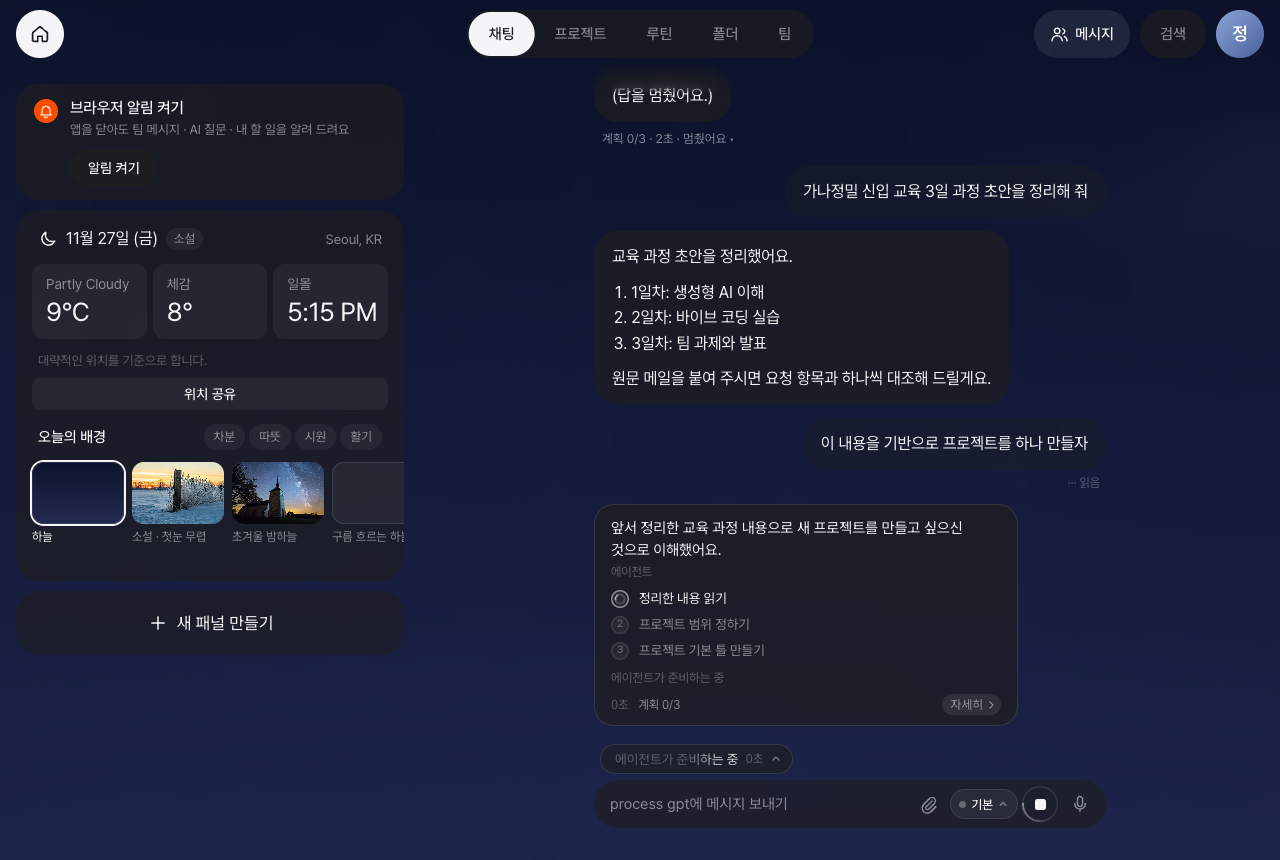 채팅
프로젝트
루틴
폴더
팀
메시지
검색
정
브라우저 알림 켜기
앱을 닫아도 팀 메시지 · AI 질문 · 내 할 일을 알려 드려요
알림 켜기
11월 27일 (금)
소설
Seoul, KR
Partly Cloudy
9°C
체감
8°
일몰
5:15 PM
대략적인 위치를 기준으로 합니다.
위치 공유
오늘의 배경
차분
따뜻
시원
활기
하늘
소설 · 첫눈 무렵
초겨울 밤하늘
구름 흐르는
새 패널 만들기
(답을 멈췄어요.)
계획 0/3 · 2초 · 멈췄어요
가나정밀 신입 교육 3일 과정 초안을 정리해 줘
교육 과정 초안을 정리했어요.
1. 1일차: 생성형 AI 이해
2. 2일차: 바이브 코딩 실습
3. 3일차: 팀 과제와 발표
원문 메일을 붙여 주시면 요청 항목과 하나씩 대조해 드릴게요.
이 내용을 기반으로 프로젝트를 하나 만들자
··· 읽음
앞서 정리한 교육 과정 내용으로 새 프로젝트를 만들고 싶으신
것으로 이해했어요.
에이전트
정리한 내용 읽기
2 프로젝트 범위 정하기
3 프로젝트 기본 틀 만들기
에이전트가 준비하는 중
0초 계획 0/3
자세히
에이전트가 준비하는 중 0초
process gpt에 메시지 보내기
기본